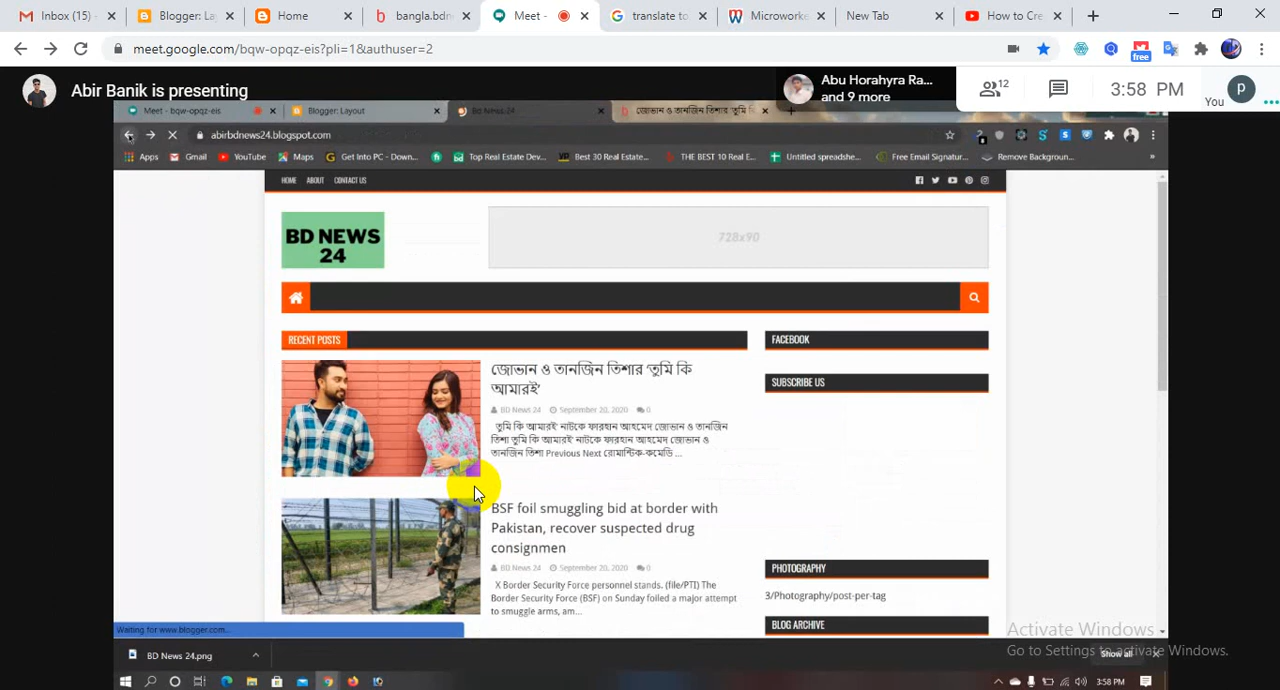 Inbox (15) -
Blogger: La
Home
bangla.bdn
Meet -
translate to
Microworke
New Tab
How to Cre
meet.google.com/bqw-opqz-eis?pli=1&authuser=2
free
Abir Banik is presenting
Abu Horahyra Ra...
and 9 more
12
3:58 PM
You
p
Meet - bqw-opqz-eis
Blogger: Layout
Bd News 24
জোভান ও তানজিন তিশার 'তুমি কি
abirbdnews24.blogspot.com
Apps
Gmail
YouTube
Maps
Get Into PC - Down...
Top Real Estate Dev...
Best 30 Real Estate...
THE BEST 10 Real E...
Untitled spreadshe...
Free Email Signatur...
Remove Backgroun...
»
HOME
ABOUT
CONTACT US
BD NEWS
24
728x90
RECENT POSTS
FACEBOOK
জোভান ও তানজিন তিশার 'তুমি কি
আমারই'
BD News 24
September 20, 2020
0
তুমি কি আমারই' নাটকে ফারহান আহমেদ জোভান ও তানজিন
তিশা তুমি কি আমারই' নাটকে ফারহান আহমেদ জোভান ও
তানজিন তিশা Previous Next রোমান্টিক-কমেডি ...
SUBSCRIBE US
BSF foil smuggling bid at border with
Pakistan, recover suspected drug
consignmen
BD News 24
September 20, 2020
0
X Border Security Force personnel stands. (file/PTI) The
Border Security Force (BSF) on Sunday foiled a major attempt
to smuggle arms, am...
PHOTOGRAPHY
3/Photography/post-per-tag
BLOG ARCHIVE
Waiting for www.blogger.com...
Activate Windows
Go to Settings to activate Windows.
BD News 24.png
Show all
3:58 PM